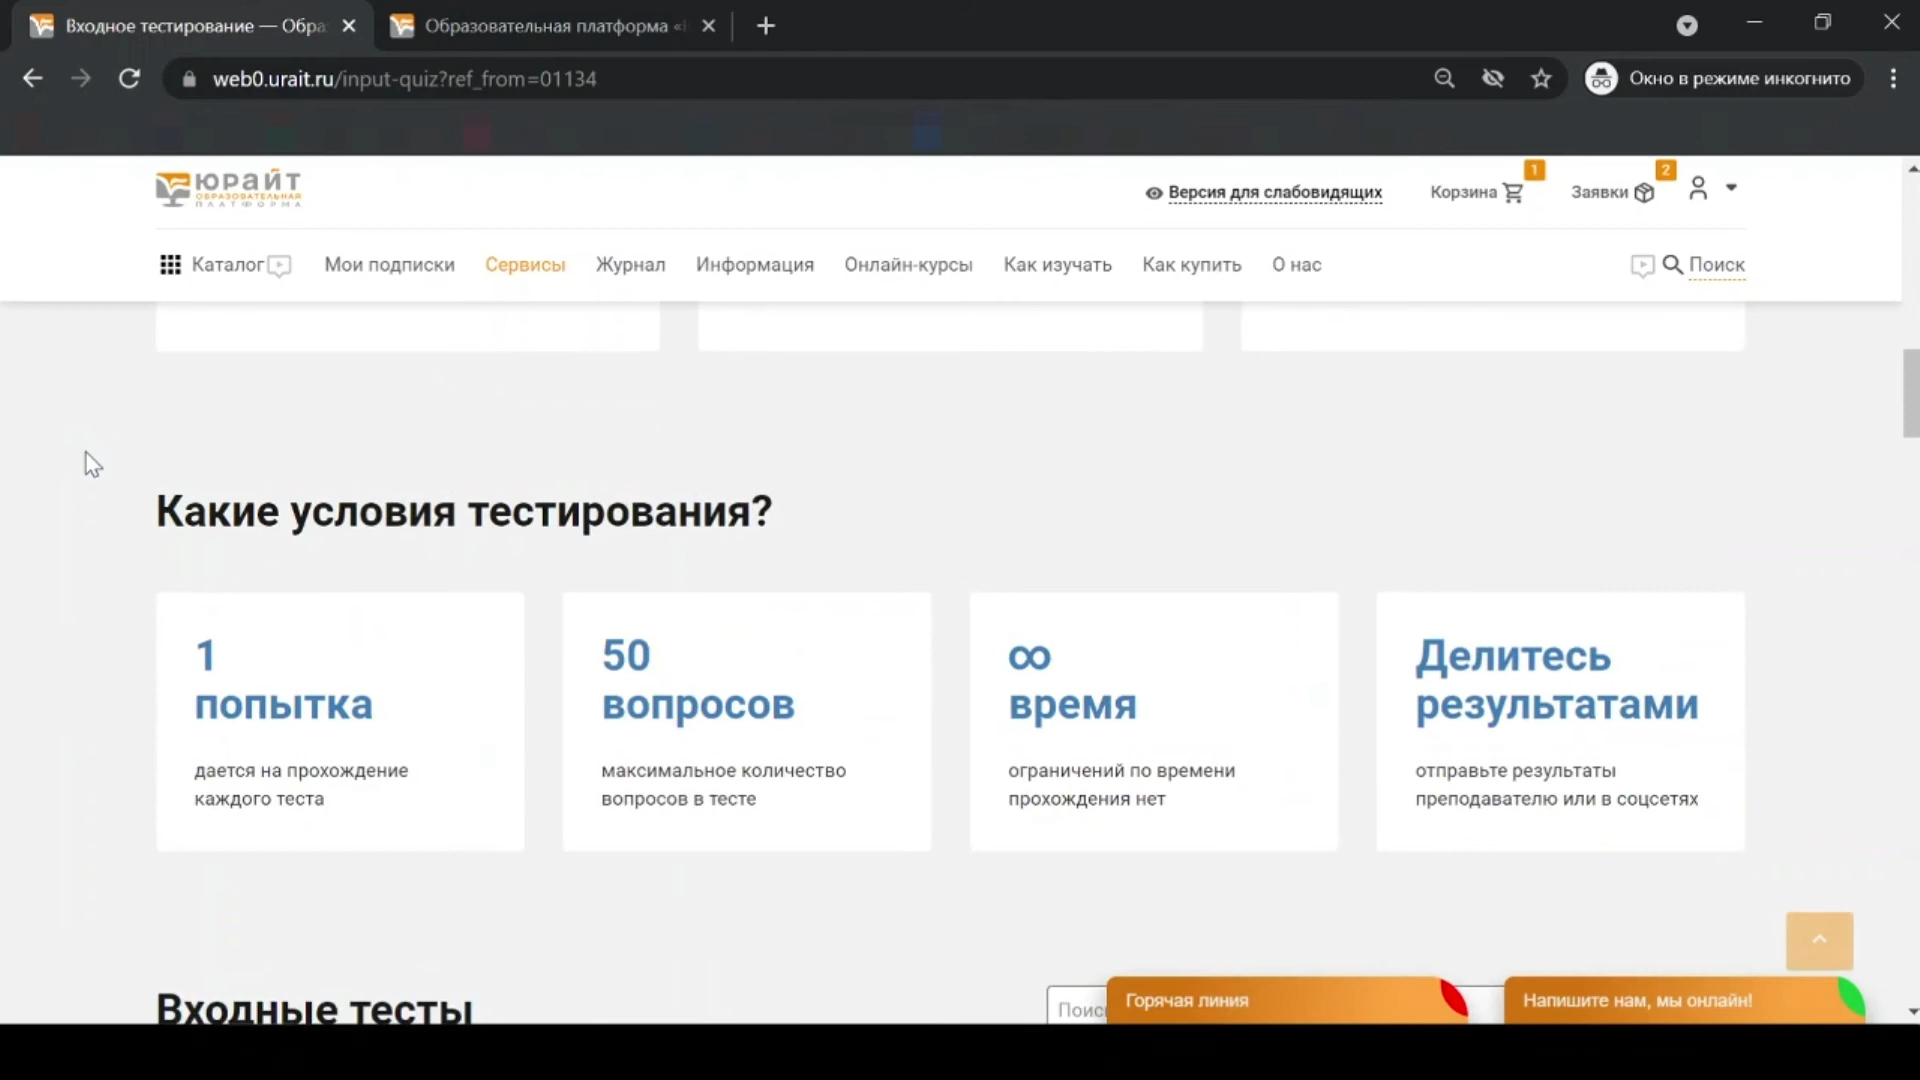 Входное тестирование — Обра
Образовательная платформа «
web0.urait.ru/input-quiz?ref_from=01134
Окно в режиме инкогнито
юрайт
ОБРАЗОВАТЕЛЬНАЯ
ПЛАТФОРМА
Версия для слабовидящих
Корзина
1
Заявки
2
Каталог
Мои подписки
Сервисы
Журнал
Информация
Онлайн-курсы
Как изучать
Как купить
О нас
Поиск
Какие условия тестирования?
1
попытка
дается на прохождение
каждого теста
50
вопросов
максимальное количество
вопросов в тесте
∞
время
ограничений по времени
прохождения нет
Делитесь
результатами
отправьте результаты
преподавателю или в соцсетях
Входные тесты
Горячая линия
Напишите нам, мы онлайн!